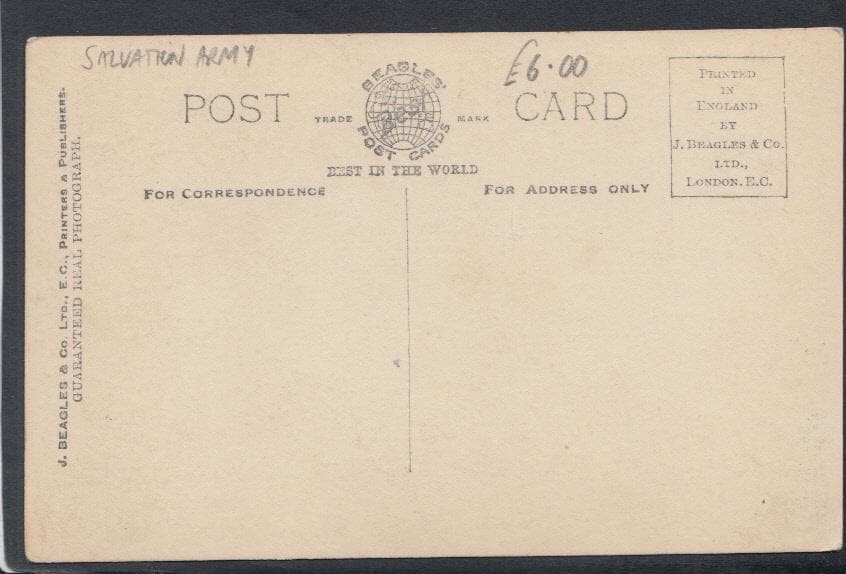 SALVATION ARMY
£6.00
POST CARD
BEAGLES'
POST CARDS
TRADE MARK
BEST IN THE WORLD
FOR CORRESPONDENCE
FOR ADDRESS ONLY
PRINTED
IN
ENGLAND
BY
J. BEAGLES & CO.
LTD.,
LONDON. E.C.
J. BEAGLES & CO. LTD., E.C., PRINTERS & PUBLISHERS.
GUARANTEED REAL PHOTOGRAPH.